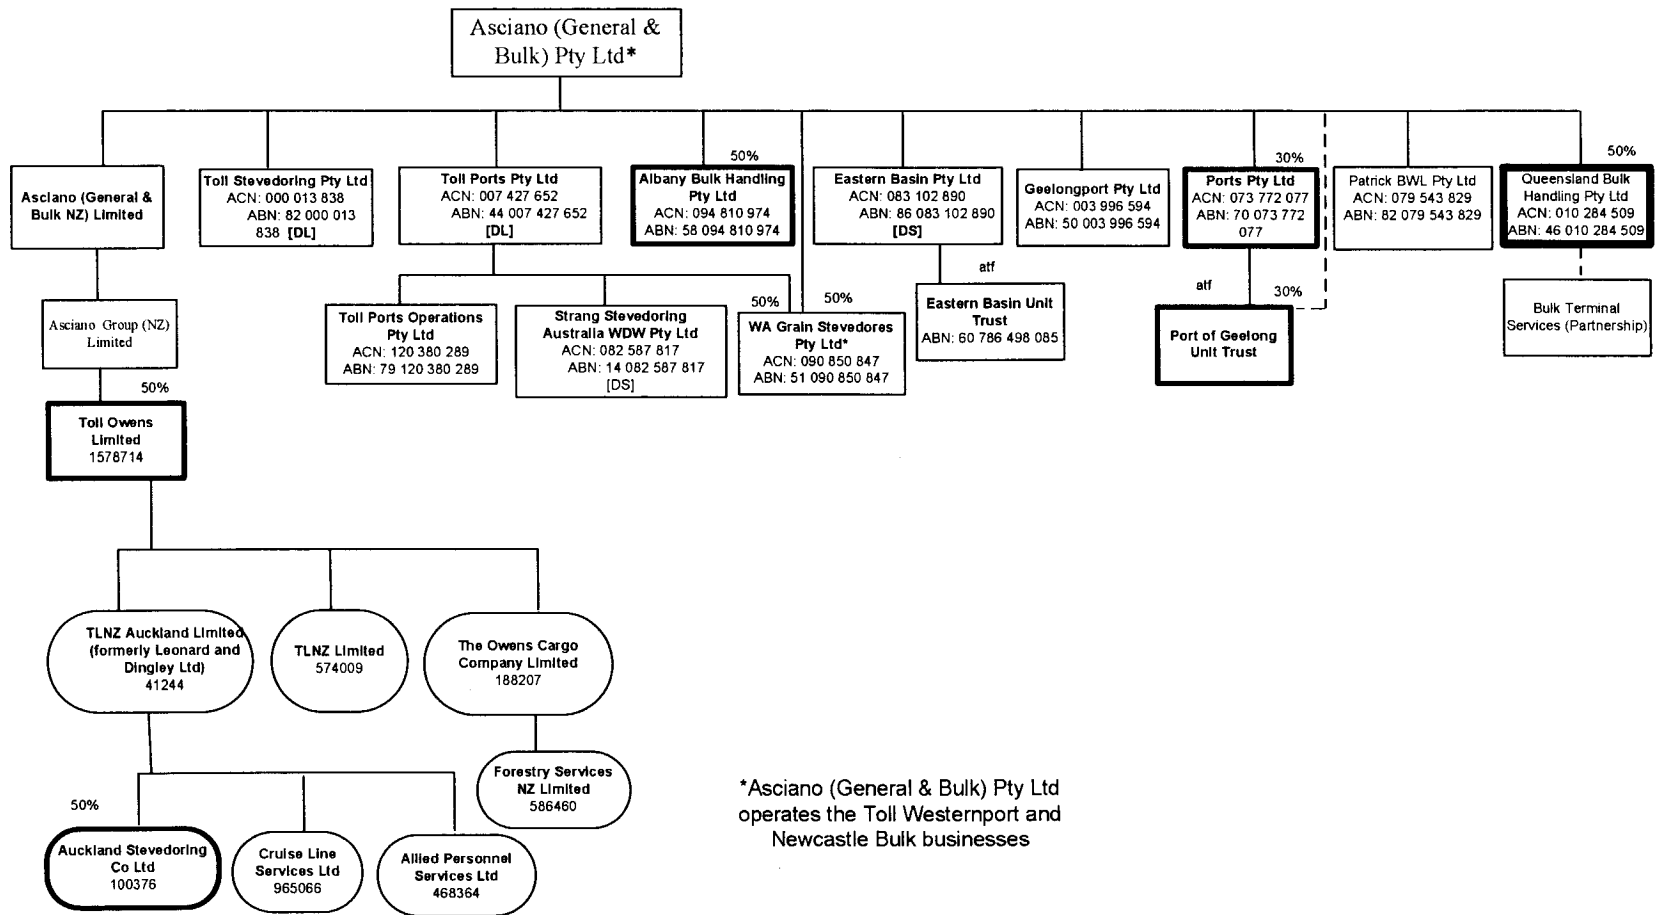 Asciano (General &
Bulk) Pty Ltd*
Asciano (General &
Bulk NZ) Limited
Toll Stevedoring Pty Ltd
ACN: 000 013 838
ABN: 82 000 013
838 [DL]
Toll Ports Pty Ltd
ACN: 007 427 652
ABN: 44 007 427 652
[DL]
50%
Albany Bulk Handling
Pty Ltd
ACN: 094 810 974
ABN: 58 094 810 974
Eastern Basin Pty Ltd
ACN: 083 102 890
ABN: 86 083 102 890
[DS]
Geelongport Pty Ltd
ACN: 003 996 594
ABN: 50 003 996 594
30%
Ports Pty Ltd
ACN: 073 772 077
ABN: 70 073 772
077
Patrick BWL Pty Ltd
ACN: 079 543 829
ABN: 82 079 543 829
50%
Queensland Bulk
Handling Pty Ltd
ACN: 010 284 509
ABN: 46 010 284 509
Asciano Group (NZ)
Limited
Toll Ports Operations
Pty Ltd
ACN: 120 380 289
ABN: 79 120 380 289
Strang Stevedoring
Australia WDW Pty Ltd
ACN: 082 587 817
ABN: 14 082 587 817
[DS]
50%
50%
WA Grain Stevedores
Pty Ltd*
ACN: 090 850 847
ABN: 51 090 850 847
atf
Eastern Basin Unit
Trust
ABN: 60 786 498 085
atf
30%
Port of Geelong
Unit Trust
Bulk Terminal
Services (Partnership)
50%
Toll Owens
Limited
1578714
TLNZ Auckland Limited
(formerly Leonard and
Dingley Ltd)
41244
TLNZ Limited
574009
The Owens Cargo
Company Limited
188207
Forestry Services
NZ Limited
586460
50%
Auckland Stevedoring
Co Ltd
100376
Cruise Line
Services Ltd
965066
Allied Personnel
Services Ltd
468364
*Asciano (General & Bulk) Pty Ltd
operates the Toll Westernport and
Newcastle Bulk businesses